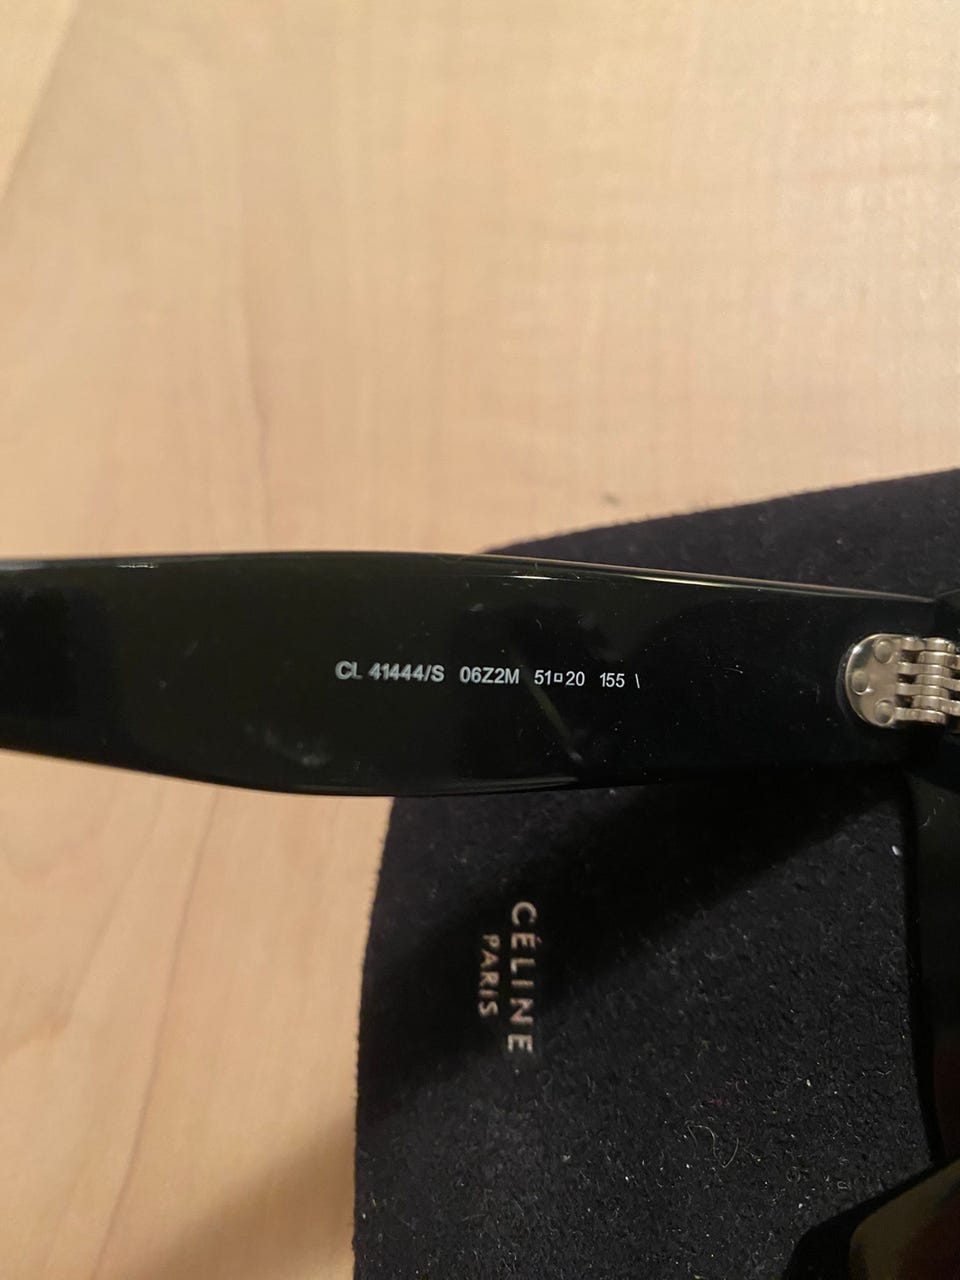 CL 41444/S 06Z2M 51□20 155 \
CÉLINE
PARIS